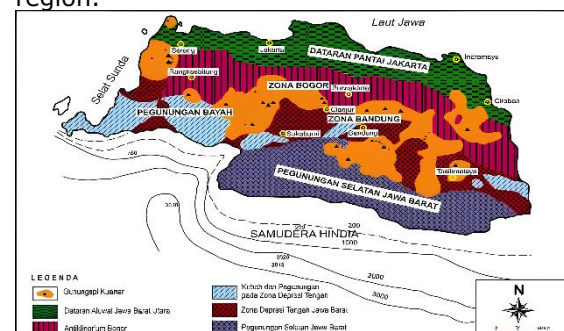 region.
Laut Jawa
Serang
Jakarta
DATARAN PANTAI JAKARTA
Indramayu
Selat Sunda
Rangkasbitung
ZONA BOGOR
Purwakarta
Cirebon
PEGUNUNGAN BAYAH
Cianjur
ZONA BANDUNG
Sukabumi
Bandung
Tasikmalaya
PEGUNUNGAN SELATAN JAWA BARAT
SAMUDERA HINDIA
200
1000
2000
3000
LEGENDA
Gunungapi Kuarter
Dataran Aluvial Jawa Barat Utara
Antiklinorium Bogor
Kubah dan Pegunungan
pada Zona Depresi Tengah
Zona Depresi Tengah Jawa Barat
Pegunungan Selatan Jawa Barat
N